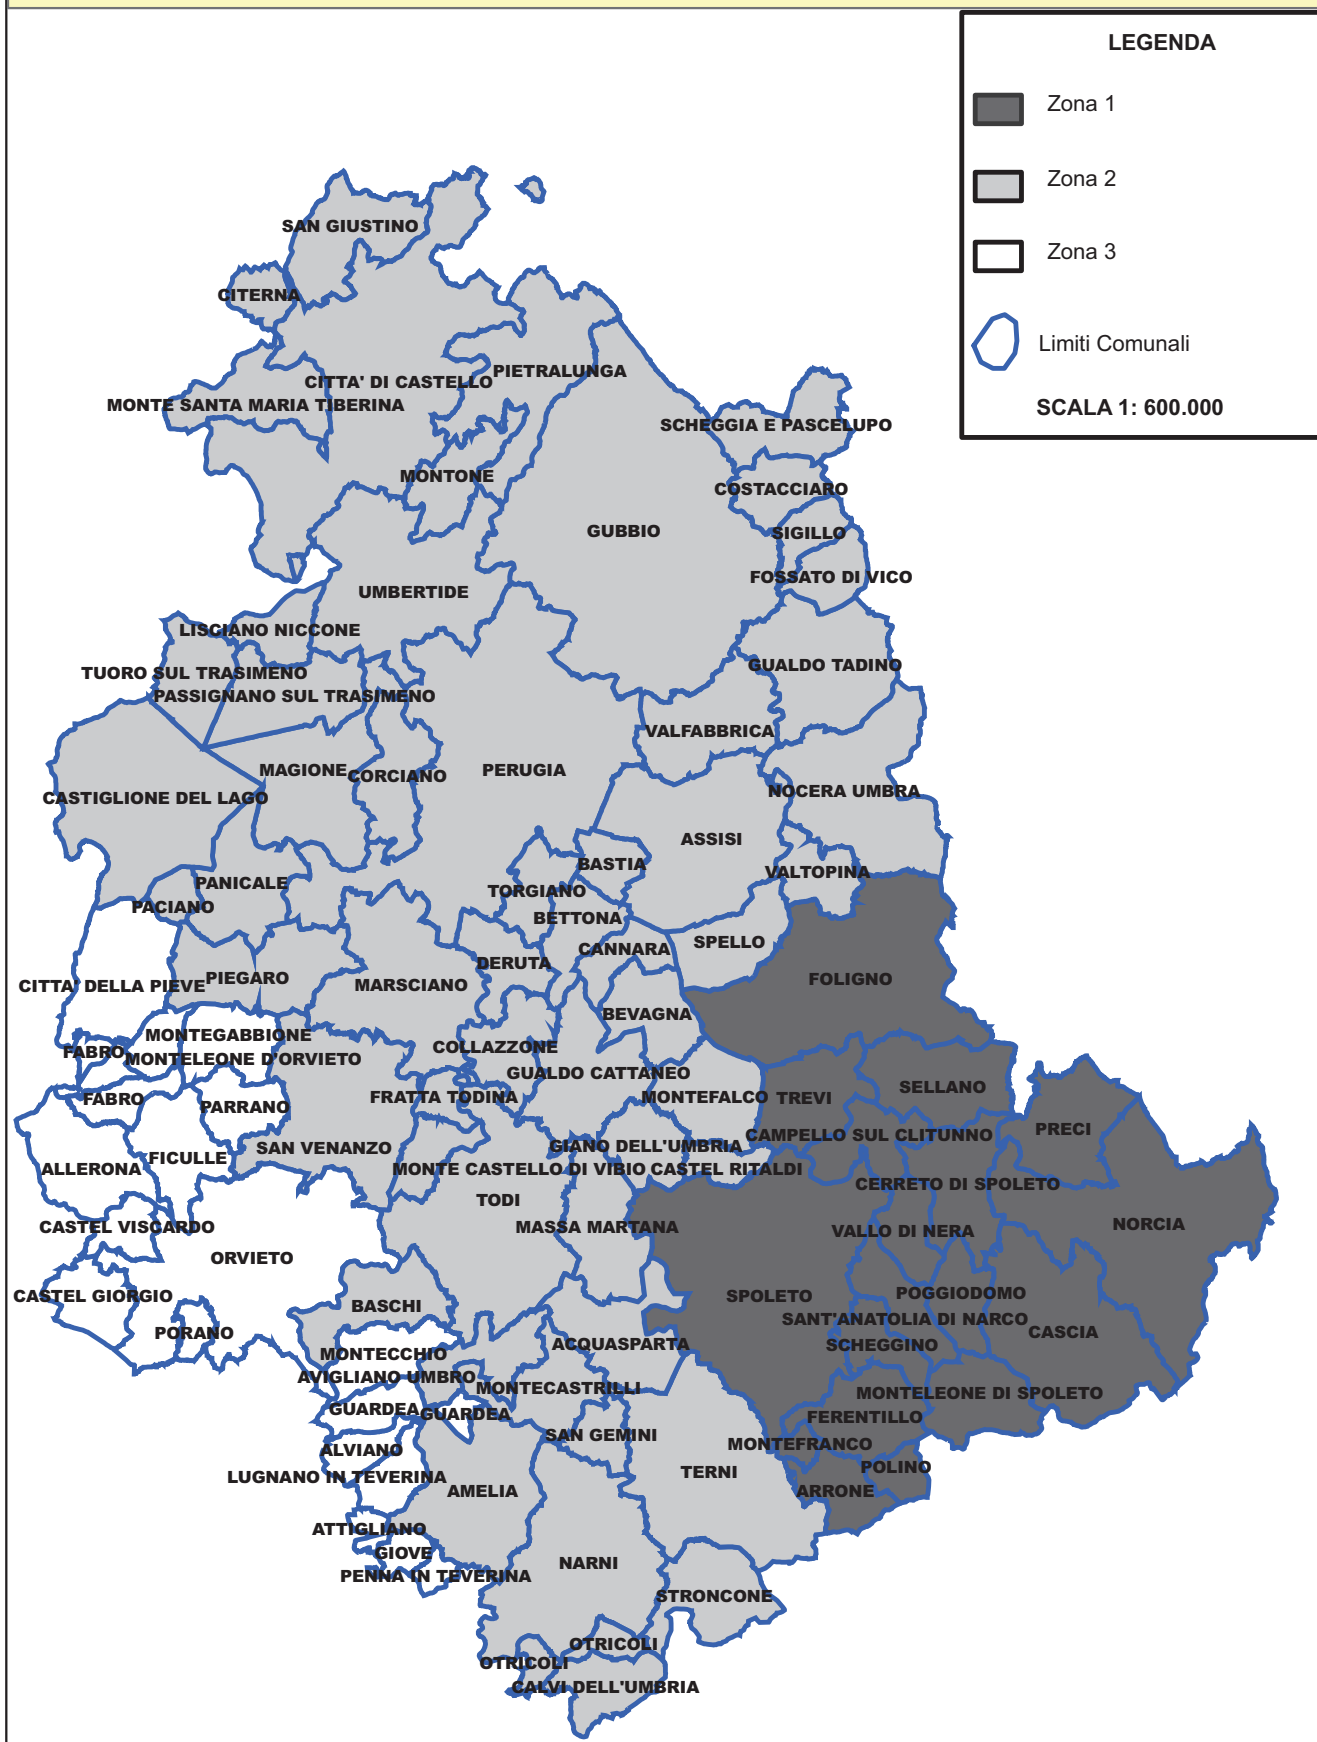 LEGENDA
Zona 1
Zona 2
Zona 3
Limiti Comunali
SCALA 1: 600.000
SAN GIUSTINO
CITERNA
PIETRALUNGA
CITTA' DI CASTELLO
MONTE SANTA MARIA TIBERINA
SCHEGGIA E PASCELUPO
MONTONE
COSTACCIARO
GUBBIO
SIGILLO
FOSSATO DI VICO
UMBERTIDE
LISCIANO NICCONE
GUALDO TADINO
TUORO SUL TRASIMENO
PASSIGNANO SUL TRASIMENO
VALFABBRICA
MAGIONE
CORCIANO
PERUGIA
NOCERA UMBRA
CASTIGLIONE DEL LAGO
ASSISI
BASTIA
VALTOPINA
PANICALE
TORGIANO
PACIANO
BETTONA
SPELLO
CANNARA
DERUTA
PIEGARO
FOLIGNO
CITTA' DELLA PIEVE
MARSCIANO
BEVAGNA
MONTEGABBIONE
COLLAZZONE
FABRO
MONTELEONE D'ORVIETO
GUALDO CATTANEO
SELLANO
FABRO
PARRANO
FRATTA TODINA
MONTEFALCO
TREVI
PRECI
CAMPELLO SUL CLITUNNO
SAN VENANZO
GIANO DELL'UMBRIA
FICULLE
ALLERONA
MONTE CASTELLO DI VIBIO
CASTEL RITALDI
CERRETO DI SPOLETO
TODI
NORCIA
CASTEL VISCARDO
MASSA MARTANA
VALLO DI NERA
ORVIETO
POGGIODOMO
CASTEL GIORGIO
SPOLETO
BASCHI
SANT'ANATOLIA DI NARCO
PORANO
CASCIA
ACQUASPARTA
SCHEGGINO
MONTECCHIO
AVIGLIANO UMBRO
MONTECASTRILLI
MONTELEONE DI SPOLETO
GUARDEA
GUARDEA
FERENTILLO
SAN GEMINI
MONTEFRANCO
ALVIANO
POLINO
TERNI
LUGNANO IN TEVERINA
AMELIA
ARRONE
ATTIGLIANO
GIOVE
NARNI
PENNA IN TEVERINA
STRONCONE
OTRICOLI
OTRICOLI
CALVI DELL'UMBRIA